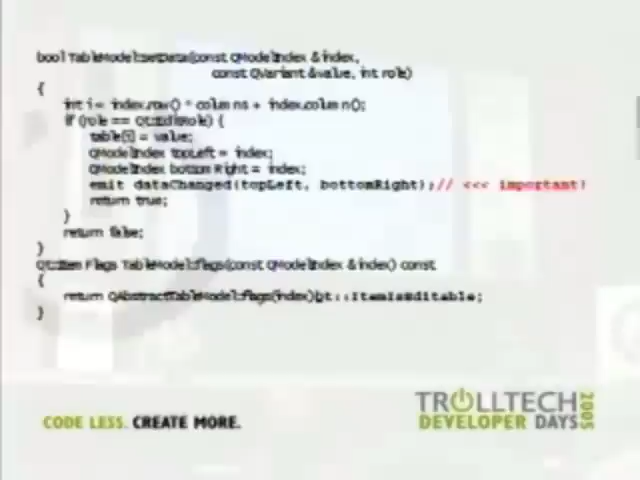 bool TableModel::setData(const QModelIndex &index,
const QVariant &value, int role)
{
int i = index.row() * columns + index.column();
if (role == Qt::EditRole) {
table[i] = value;
QModelIndex topLeft = index;
QModelIndex bottomRight = index;
emit dataChanged(topLeft, bottomRight);// <<< important!
return true;
}
return false;
}
Qt::ItemFlags TableModel::flags(const QModelIndex &index) const
{
return QAbstractTableModel::flags(index)|Qt::ItemIsEditable;
}
CODE LESS. CREATE MORE.
TROLLTECH
DEVELOPER DAYS
2005